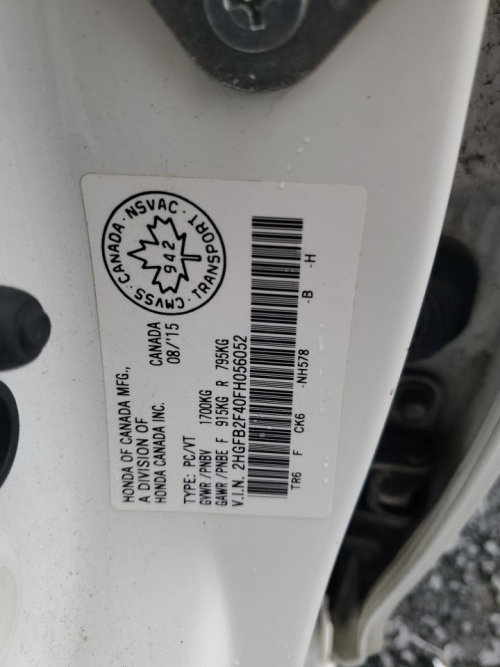 HONDA OF CANADA MFG.,
A DIVISION OF
HONDA CANADA INC.
CANADA
08/'15
TYPE: PC/VT
GVWR / PNBV 1700KG
GAWR / PNBE F 915KG R 795KG
V.I.N. 2HGFB2F40FH056052
TR6 F CK6 -NH578 -B -H
CMVSS · CANADA · NSVAC · TRANSPORT
942